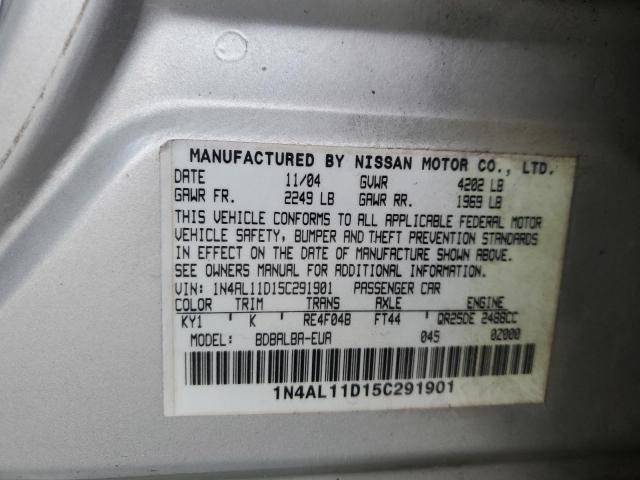 MANUFACTURED BY NISSAN MOTOR CO., LTD.
DATE 11/04 GVWR 4202 LB
GAWR FR. 2249 LB GAWR RR. 1969 LB
THIS VEHICLE CONFORMS TO ALL APPLICABLE FEDERAL MOTOR
VEHICLE SAFETY, BUMPER AND THEFT PREVENTION STANDARDS
IN EFFECT ON THE DATE OF MANUFACTURE SHOWN ABOVE.
SEE OWNERS MANUAL FOR ADDITIONAL INFORMATION.
VIN: 1N4AL11D15C291901 PASSENGER CAR
COLOR TRIM TRANS AXLE ENGINE
KY1 K RE4F04B FT44 QR25DE 2488CC
MODEL: BDBALBA-EUA 045 02000
1N4AL11D15C291901